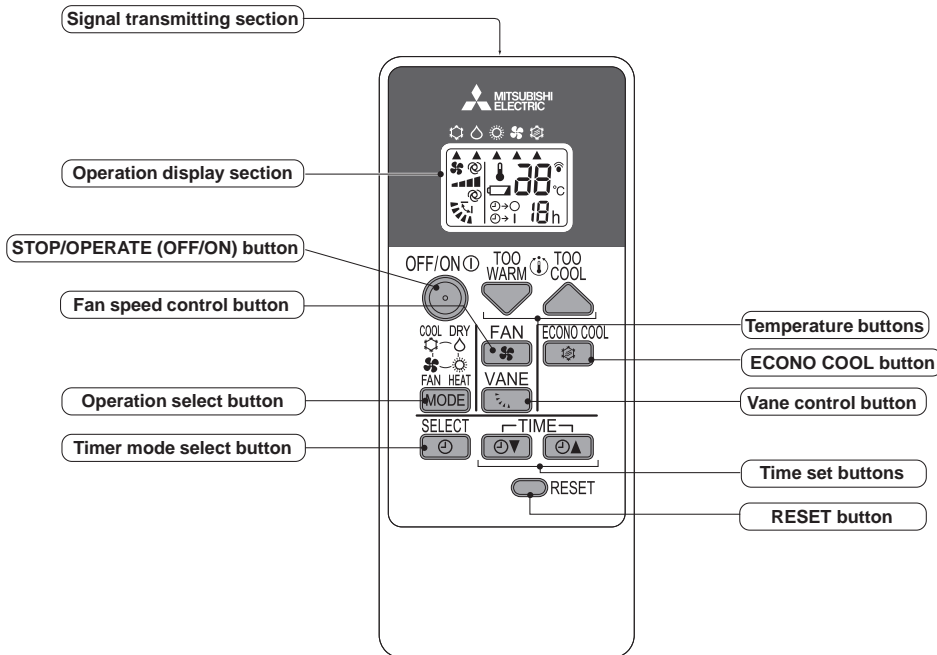 Signal transmitting section
MITSUBISHI
ELECTRIC
Operation display section
38 °C
18 h
STOP/OPERATE (OFF/ON) button
OFF/ON
TOO WARM
TOO COOL
Fan speed control button
COOL DRY
FAN
ECONO COOL
Temperature buttons
ECONO COOL button
FAN HEAT
VANE
Operation select button
MODE
Vane control button
SELECT
TIME
Timer mode select button
Time set buttons
RESET
RESET button